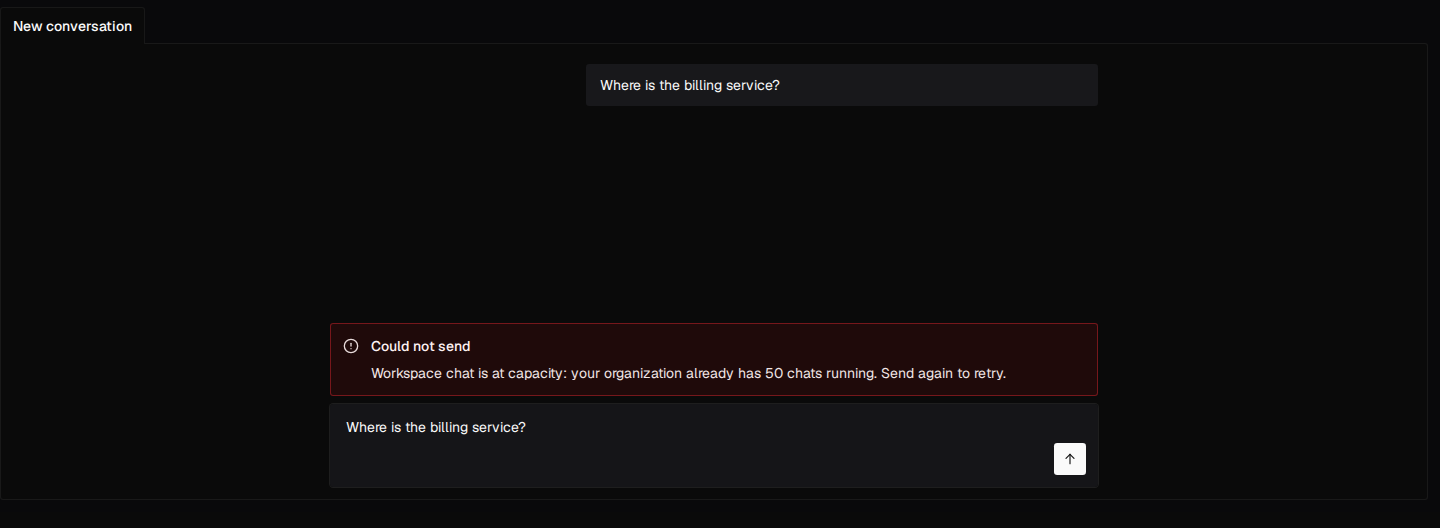 New conversation
Where is the billing service?
Could not send
Workspace chat is at capacity: your organization already has 50 chats running. Send again to retry.
Where is the billing service?